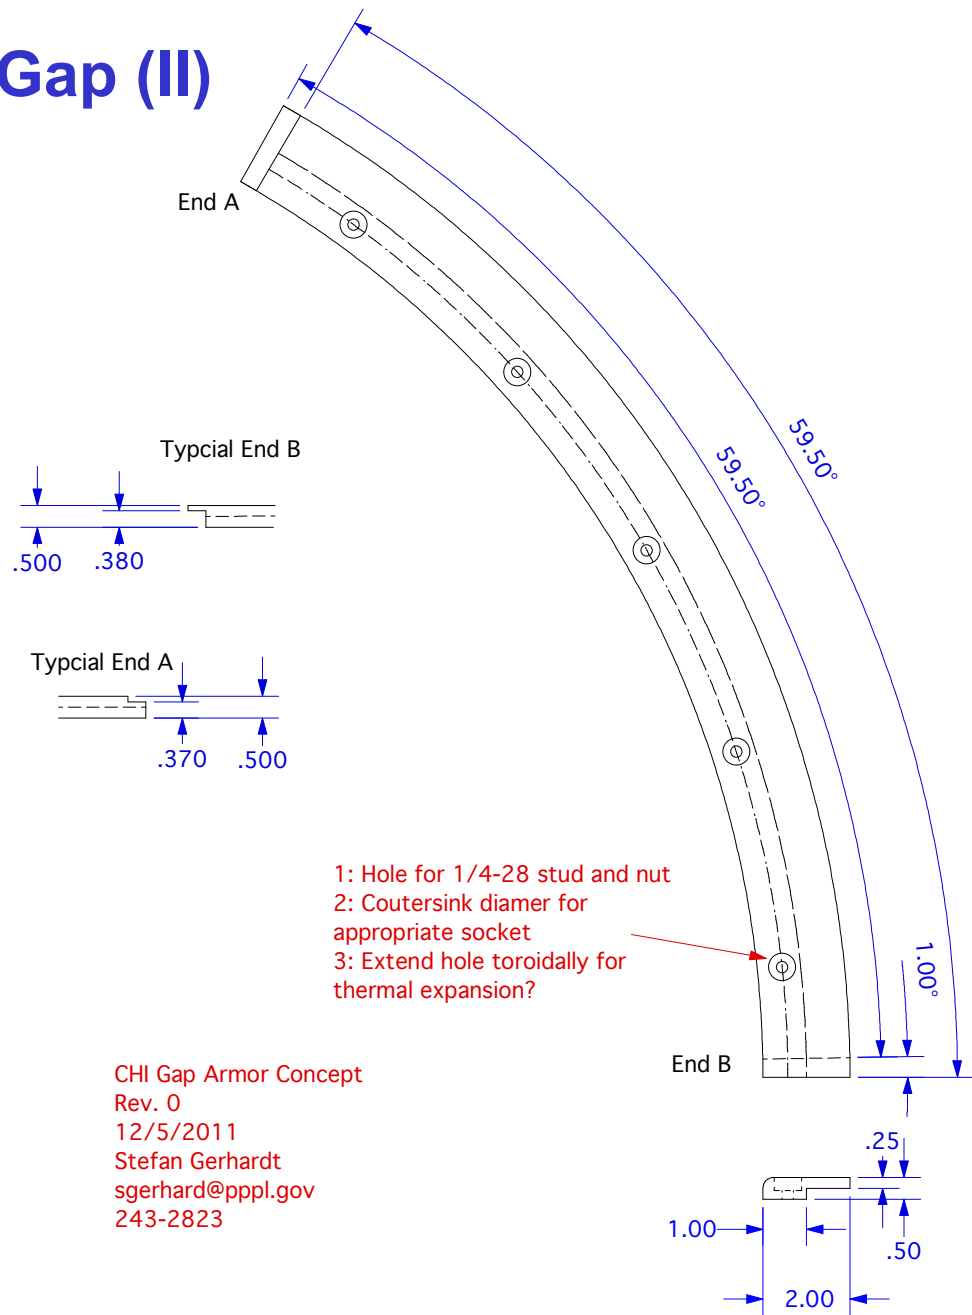 Gap (II)
End A
59.50°
59.50°
Typcial End B
.500
.380
Typcial End A
.370
.500
1: Hole for 1/4-28 stud and nut
2: Coutersink diamer for
appropriate socket
3: Extend hole toroidally for
thermal expansion?
1.00°
End B
CHI Gap Armor Concept
Rev. 0
12/5/2011
Stefan Gerhardt
sgerhard@pppl.gov
243-2823
.25
1.00
.50
2.00